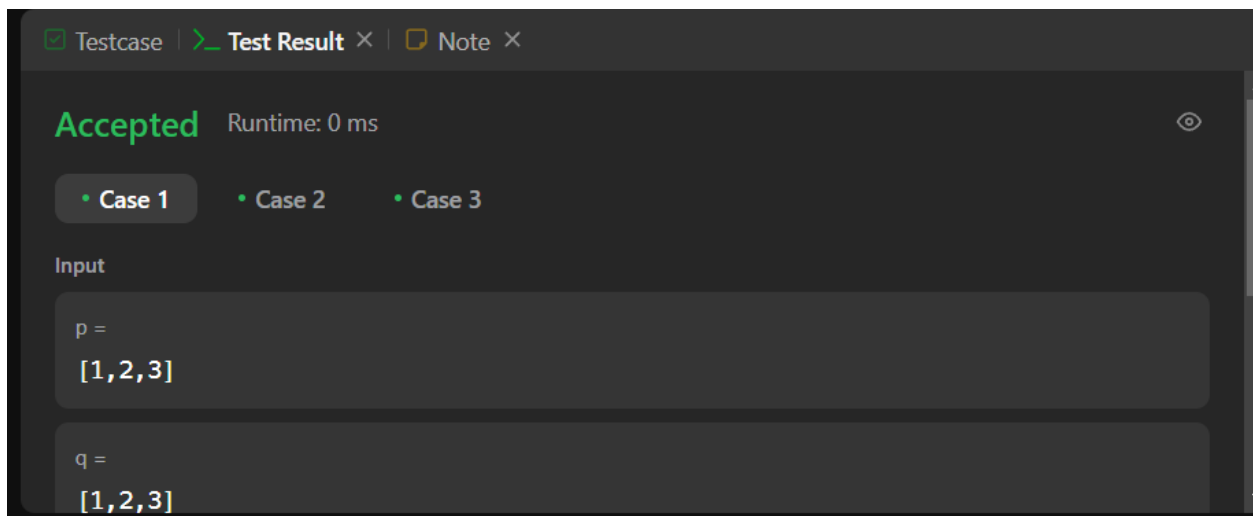 Testcase >_ Test Result × Note ×
Accepted Runtime: 0 ms
• Case 1 • Case 2 • Case 3
Input
p =
[1,2,3]
q =
[1,2,3]